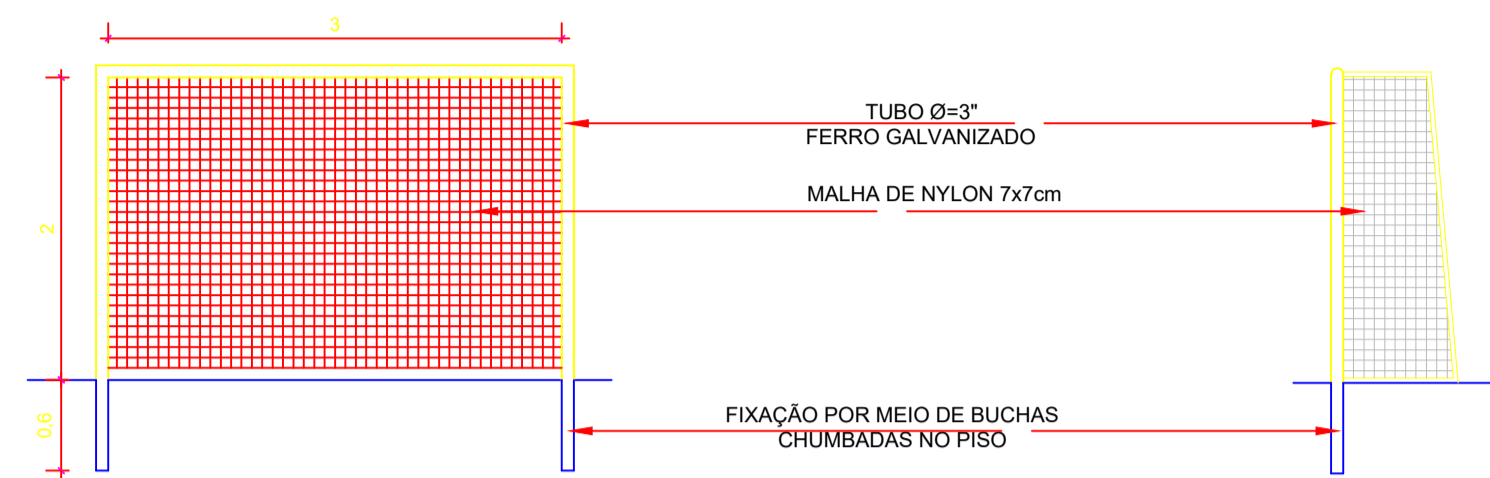 3
TUBO Ø=3"
FERRO GALVANIZADO
MALHA DE NYLON 7x7cm
2
0,6
FIXAÇÃO POR MEIO DE BUCHAS
CHUMBADAS NO PISO